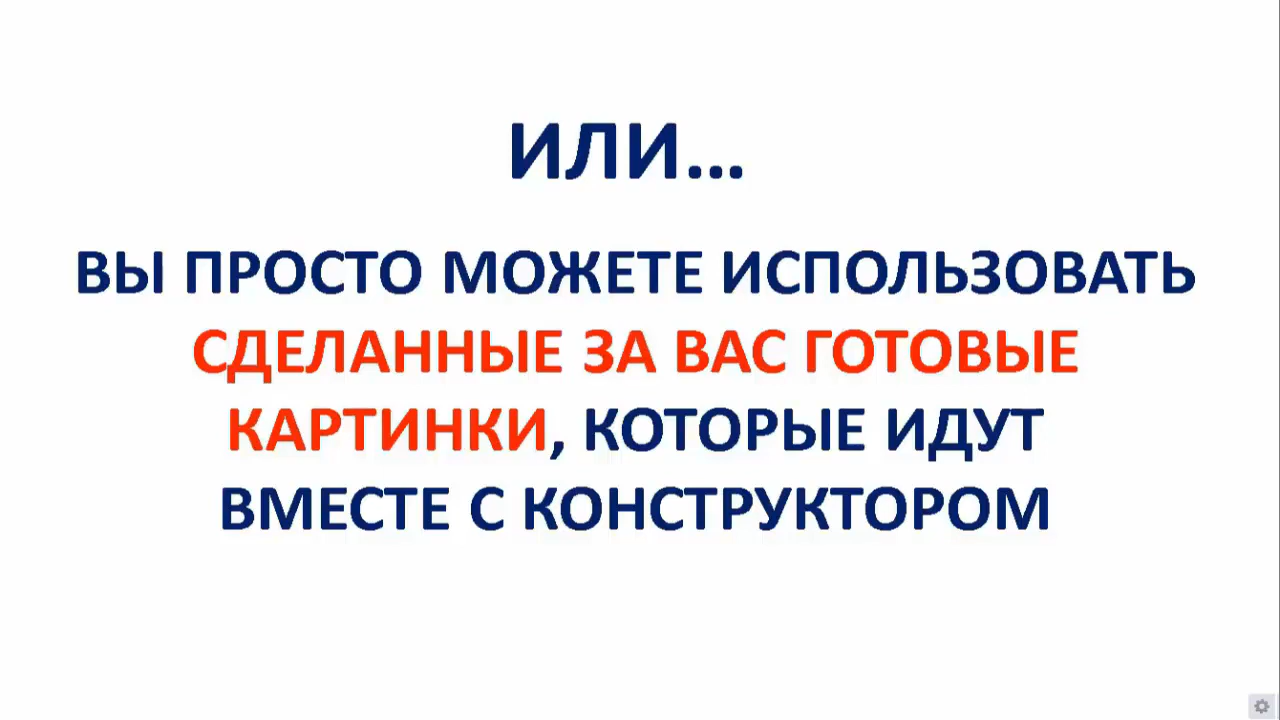 ИЛИ...
ВЫ ПРОСТО МОЖЕТЕ ИСПОЛЬЗОВАТЬ
СДЕЛАННЫЕ ЗА ВАС ГОТОВЫЕ
КАРТИНКИ, КОТОРЫЕ ИДУТ
ВМЕСТЕ С КОНСТРУКТОРОМ